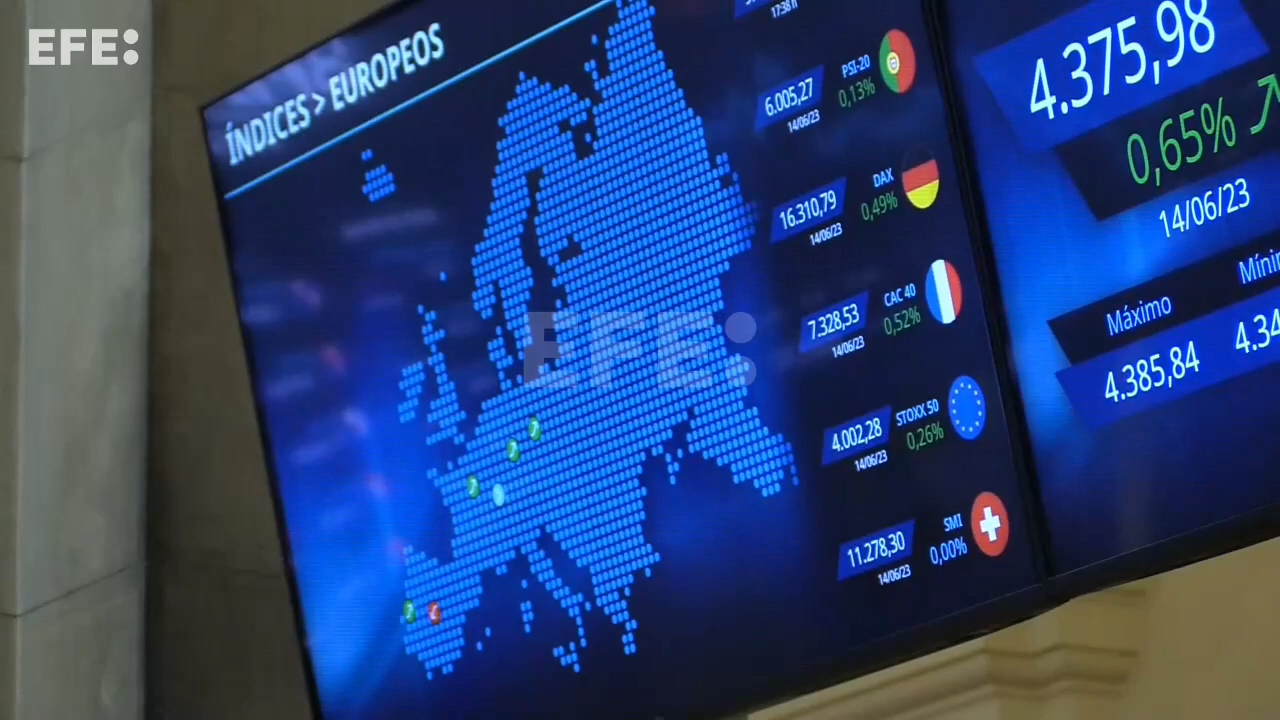 EFE:
ÍNDICES > EUROPEOS
17:38 h
PSI-20
6.005,27
0,13%
14/06/23
DAX
16.310,79
0,49%
14/06/23
CAC 40
7.328,53
0,52%
14/06/23
STOXX 50
4.002,28
0,26%
14/06/23
SMI
11.278,30
0,00%
14/06/23
4.375,98
0,65%
14/06/23
Máximo
4.385,84
EFE: